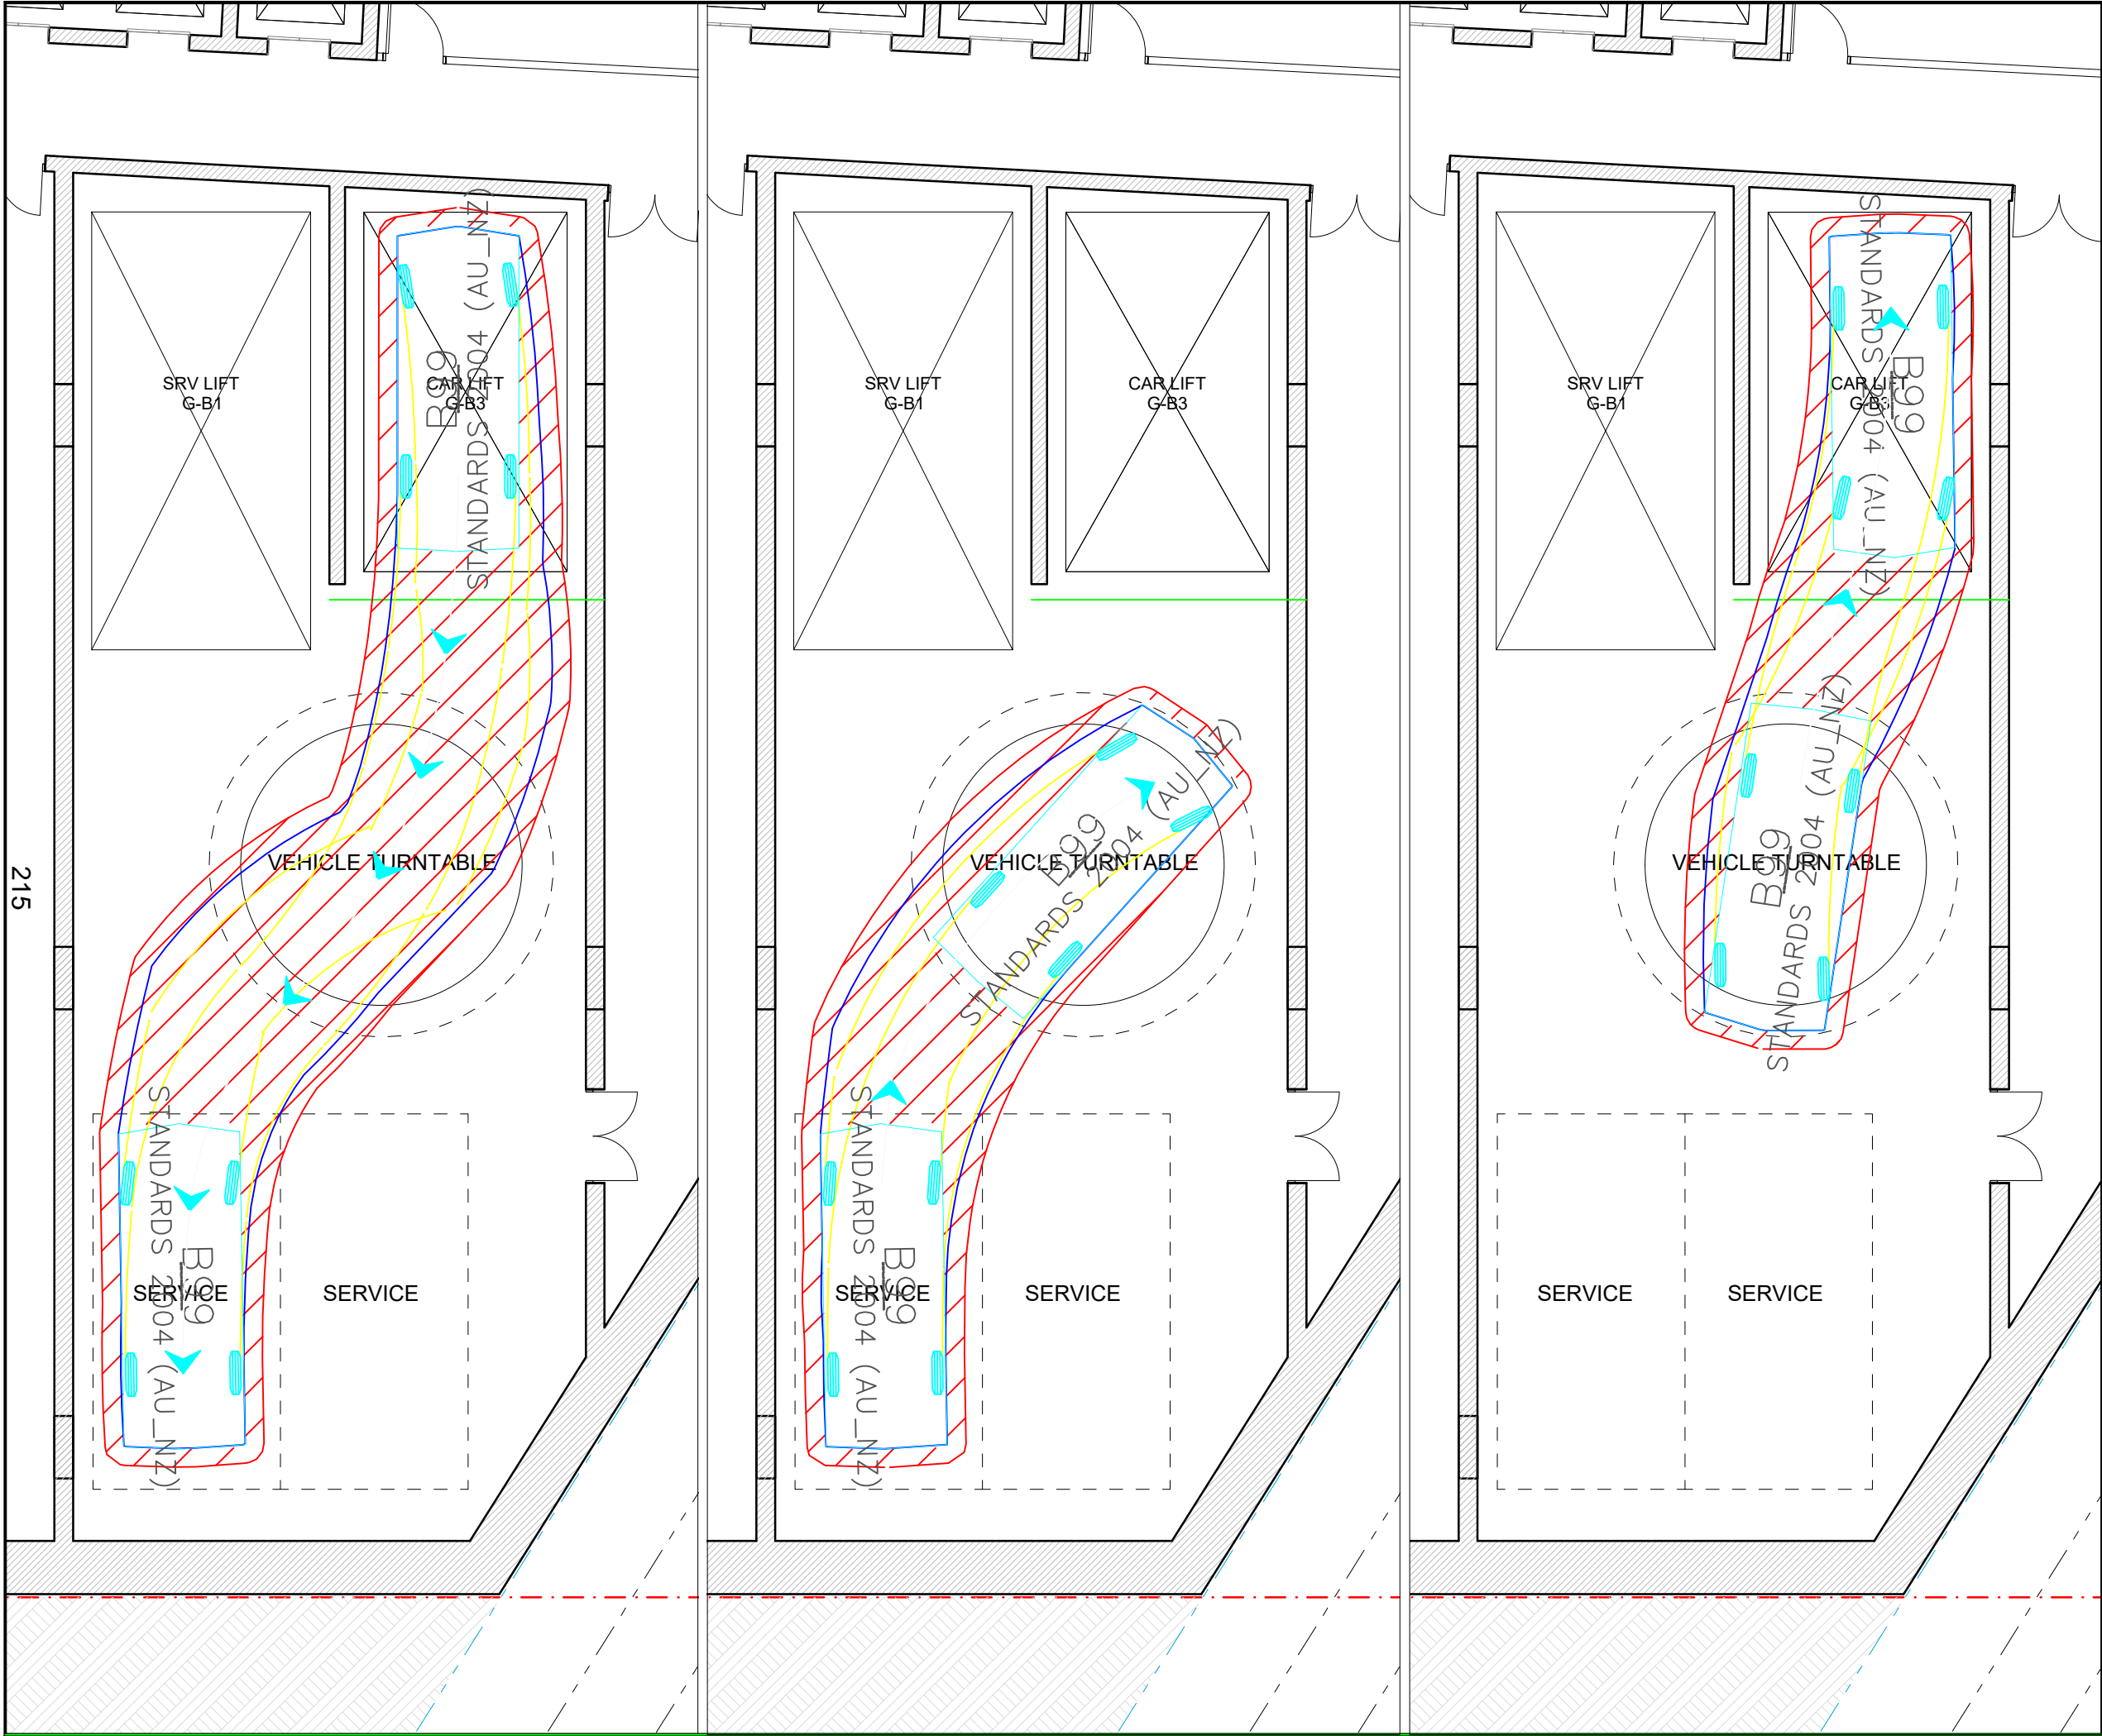 SRV LIFT
G-B1
CAR LIFT
G-B3
B99
STANDARDS 2004 (AU_NZ)
VEHICLE TURNTABLE
215
B99
STANDARDS 2004 (AU_NZ)
SERVICE
SERVICE
SRV LIFT
G-B1
CAR LIFT
G-B3
VEHICLE TURNTABLE
B99
STANDARDS 2004 (AU_NZ)
B99
STANDARDS 2004 (AU_NZ)
SERVICE
SERVICE
SRV LIFT
G-B1
CAR LIFT
G-B3
B99
STANDARDS 2004 (AU_NZ)
VEHICLE TURNTABLE
B99
STANDARDS 2004 (AU_NZ)
SERVICE
SERVICE